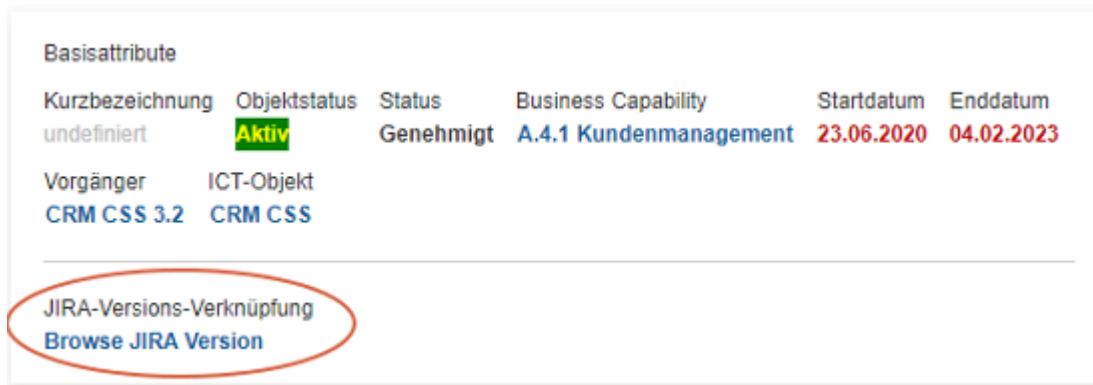 Basisattribute
Kurzbezeichnung Objektstatus Status Business Capability Startdatum Enddatum
undefiniert Aktiv Genehmigt A.4.1 Kundenmanagement 23.06.2020 04.02.2023
Vorgänger ICT-Objekt
CRM CSS 3.2 CRM CSS
JIRA-Versions-Verknüpfung
Browse JIRA Version